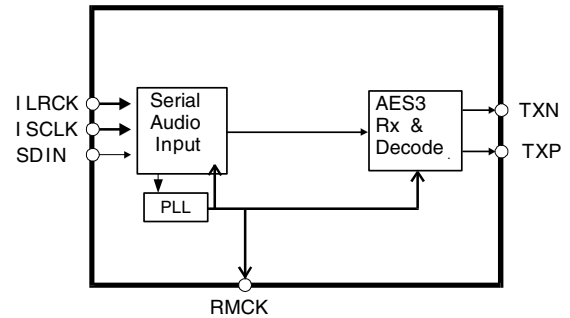 ILRCK
ISCLK
SDIN
Serial
Audio
Input
PLL
AES3
Rx &
Decode
TXN
TXP
RMCK